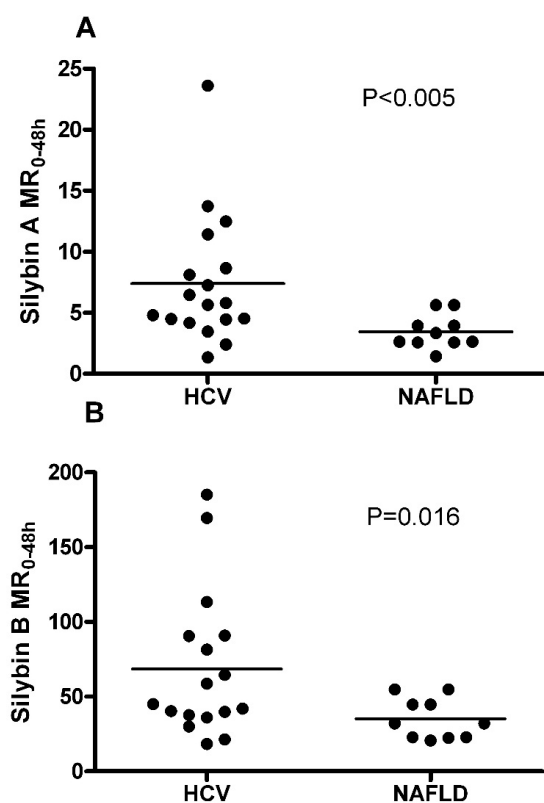 A
25
20
15
10
5
0
Silybin A MR0-48h
P<0.005
HCV NAFLD
B
200
150
100
50
0
Silybin B MR0-48h
P=0.016
HCV NAFLD